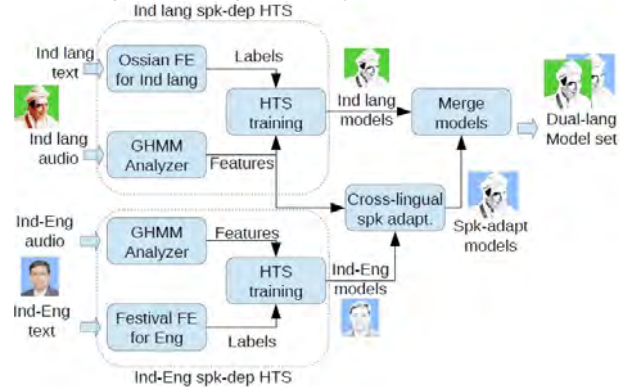 Ind lang spk-dep HTS
Ind lang
text
Ossian FE
for Ind lang
Labels
HTS
training
Ind lang
models
Merge
models
Dual-lang
Model set
Ind lang
audio
GHMM
Analyzer
Features
Cross-lingual
spk adapt.
Spk-adapt
models
Ind-Eng
audio
GHMM
Analyzer
Features
HTS
training
Ind-Eng
models
Ind-Eng
text
Festival FE
for Eng
Labels
Ind-Eng spk-dep HTS